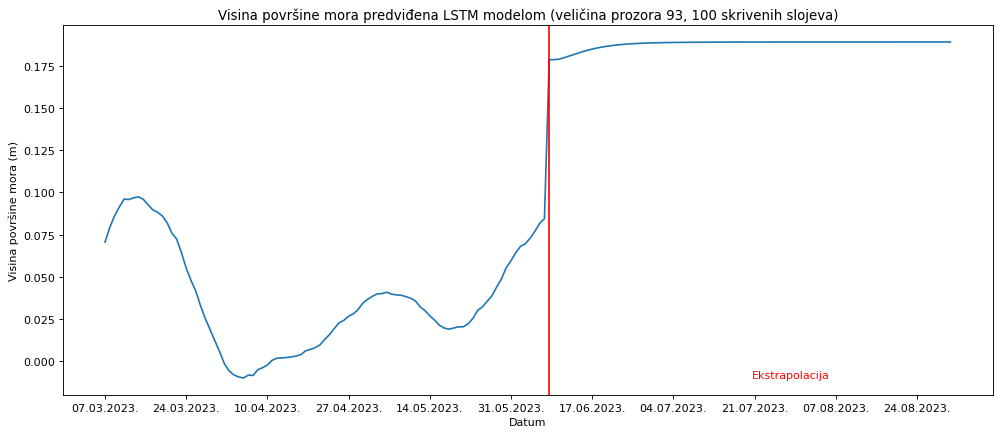 Visina površine mora predviđena LSTM modelom (veličina prozora 93, 100 skrivenih slojeva)
Visina površine mora (m)
0.175
0.150
0.125
0.100
0.075
0.050
0.025
0.000
Ekstrapolacija
07.03.2023. 24.03.2023. 10.04.2023. 27.04.2023. 14.05.2023. 31.05.2023. 17.06.2023. 04.07.2023. 21.07.2023. 07.08.2023. 24.08.2023.
Datum